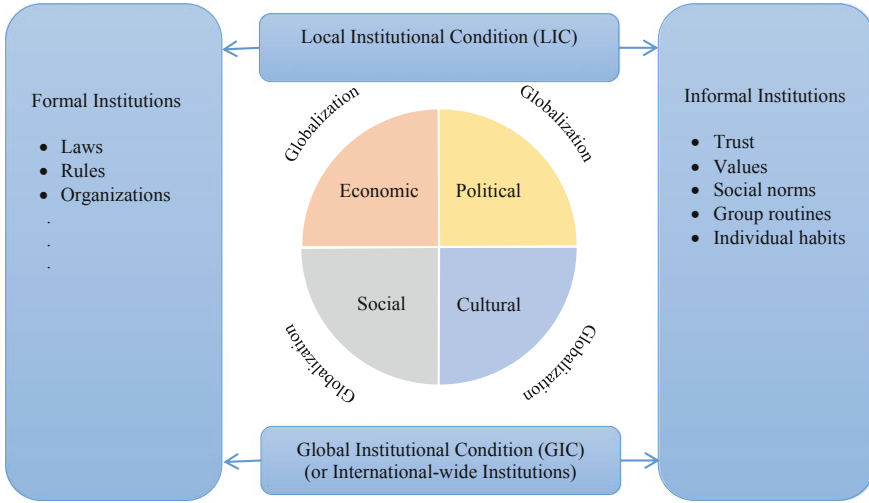 Local Institutional Condition (LIC)
Formal Institutions
• Laws
• Rules
• Organizations
.
.
.
Globalization
Globalization
Economic
Political
Social
Cultural
Globalization
Globalization
Informal Institutions
• Trust
• Values
• Social norms
• Group routines
• Individual habits
Global Institutional Condition (GIC)
(or International-wide Institutions)